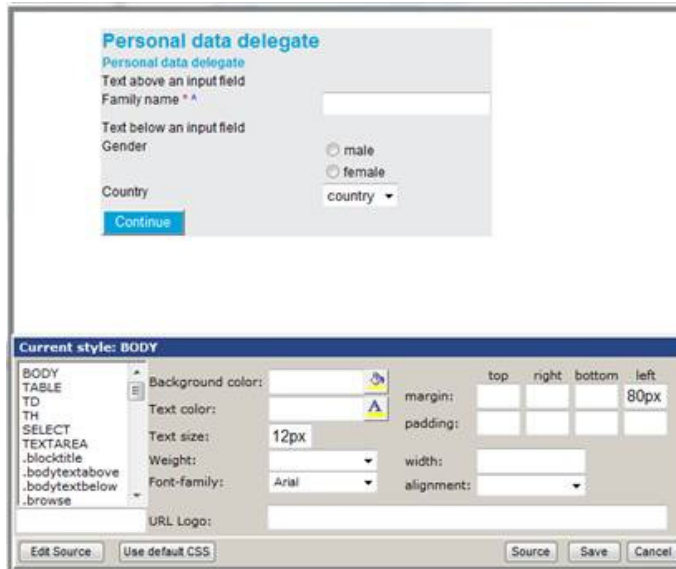 Personal data delegate
Personal data delegate
Text above an input field
Family name * ^
Text below an input field
Gender
male
female
Country
country
Continue
Current style: BODY
BODY
TABLE
TD
TH
SELECT
TEXTAREA
.blocktitle
.bodytextabove
.bodytextbelow
.browse
Background color:
Text color:
A
Text size: 12px
Weight:
Font-family: Arial
URL Logo:
top right bottom left
margin: 80px
padding:
width:
alignment:
Edit Source Use default CSS Source Save Cancel